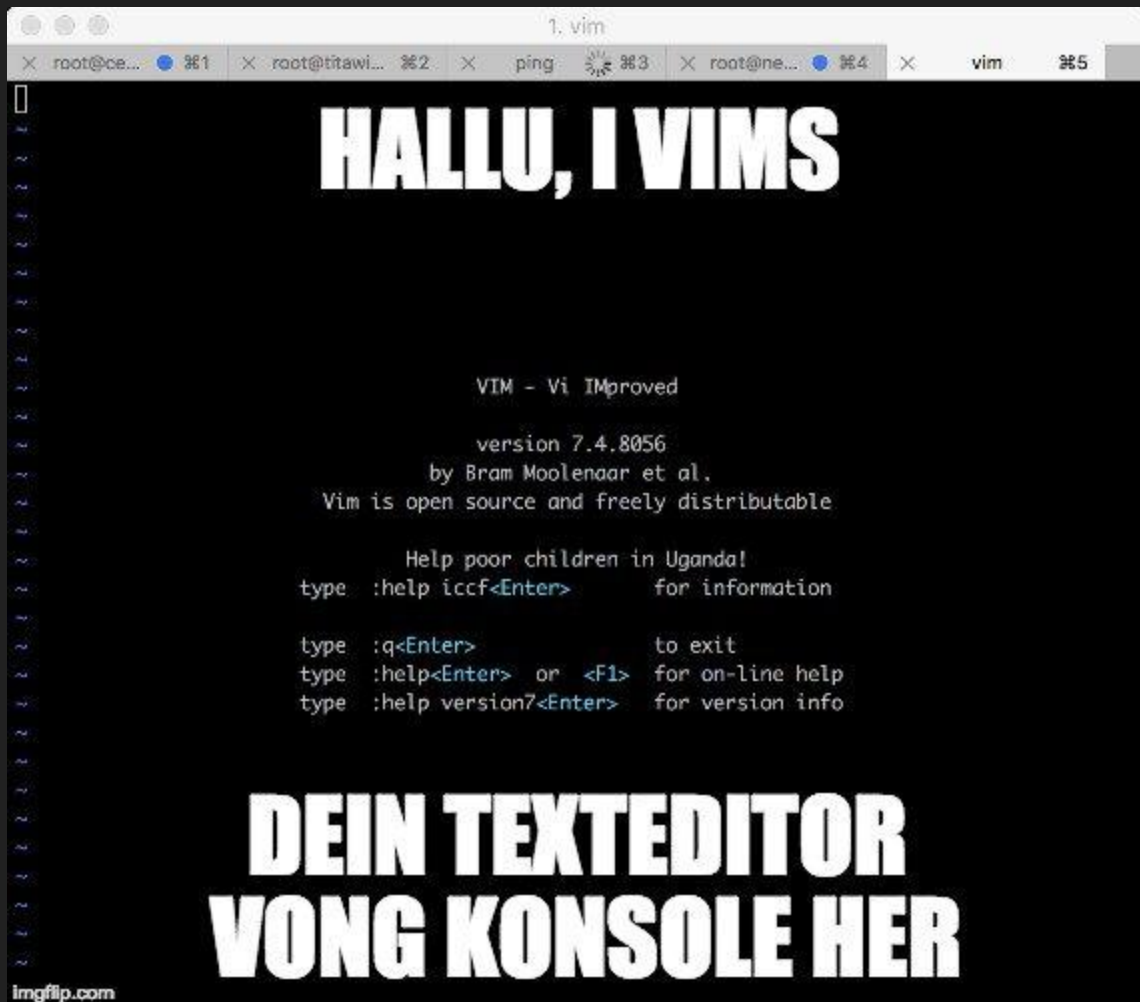 1. vim
× root@ce... ⌘1 × root@titawi... ⌘2 × ping ⌘3 × root@ne... ⌘4 × vim ⌘5
HALLU, I VIMS
~
~
~
~
~
~
~
~
~
~ VIM - Vi IMproved
~
~ version 7.4.8056
~ by Bram Moolenaar et al.
~ Vim is open source and freely distributable
~
~ Help poor children in Uganda!
~ type :help iccf<Enter> for information
~
~ type :q<Enter> to exit
~ type :help<Enter> or <F1> for on-line help
~ type :help version7<Enter> for version info
~
~
~
~
~
~
~
~
~
DEIN TEXTEDITOR
VONG KONSOLE HER
imgflip.com